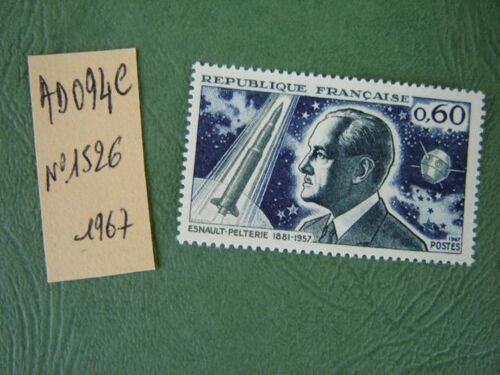 AD094C
N°1526
1967
REPUBLIQUE FRANÇAISE
0,60
ESNAULT-PELTERIE 1881-1957
1967
POSTES